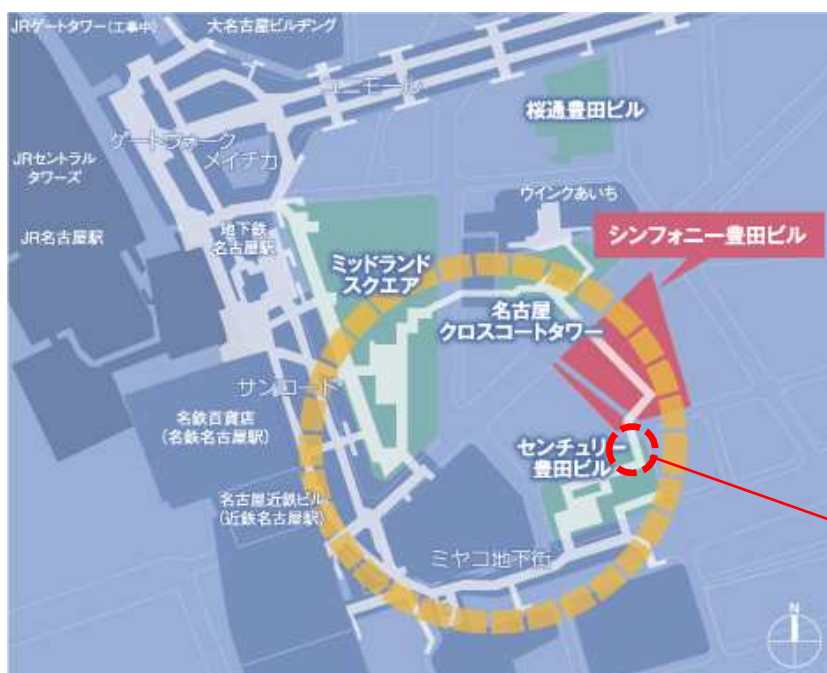 JRゲートタワー(工事中)
大名古屋ビルヂング
ユニモール
桜通豊田ビル
ゲートウォーク
メイチカ
JRセントラル
タワーズ
ウインクあいち
JR名古屋駅
地下鉄
名古屋駅
シンフォニー豊田ビル
ミッドランド
スクエア
名古屋
クロスコートタワー
サンロード
名鉄百貨店
(名鉄名古屋駅)
センチュリー
豊田ビル
名古屋近鉄ビル
(近鉄名古屋駅)
ミヤコ地下街
N